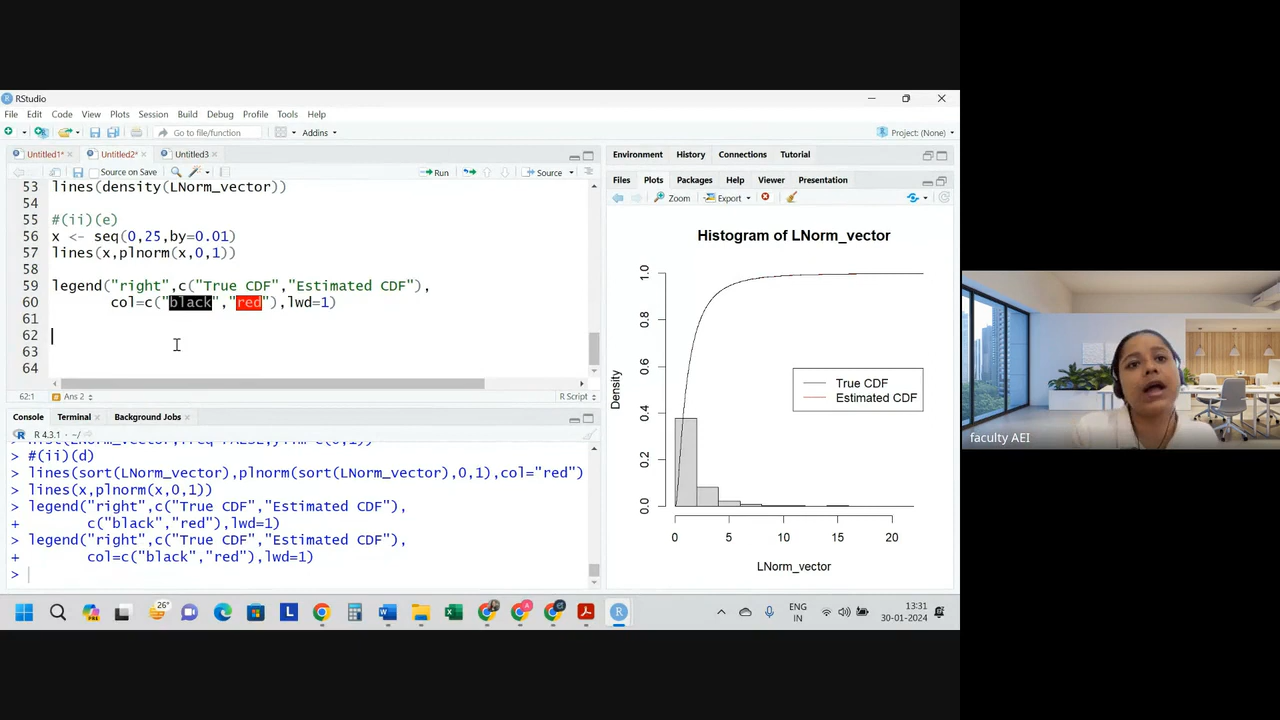 RStudio
File Edit Code View Plots Session Build Debug Profile Tools Help
Go to file/function Addins Project: (None)
Untitled1* Untitled2* Untitled3
Source on Save Run Source
53 lines(density(LNorm_vector))
54
55 #(ii)(e)
56 x <- seq(0,25,by=0.01)
57 lines(x,plnorm(x,0,1))
58
59 legend("right",c("True CDF","Estimated CDF"),
60 col=c("black","red"),lwd=1)
61
62
63
64
62:1 Ans 2 R Script
Console Terminal Background Jobs
R 4.3.1 · ~/
> #(ii)(d)
> lines(sort(LNorm_vector),plnorm(sort(LNorm_vector),0,1),col="red")
> lines(x,plnorm(x,0,1))
> legend("right",c("True CDF","Estimated CDF"),
+ c("black","red"),lwd=1)
> legend("right",c("True CDF","Estimated CDF"),
+ col=c("black","red"),lwd=1)
>
Environment History Connections Tutorial
Files Plots Packages Help Viewer Presentation
Zoom Export
Histogram of LNorm_vector
Density
1.0
0.8
0.6
0.4
0.2
0.0
True CDF
Estimated CDF
0 5 10 15 20
LNorm_vector
faculty AEI
26°
ENG
IN
13:31
30-01-2024